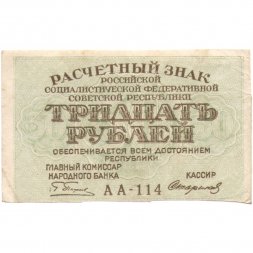 РАСЧЕТНЫЙ ЗНАК
РОССИЙСКОЙ
СОЦИАЛИСТИЧЕСКОЙ ФЕДЕРАТИВНОЙ
СОВЕТСКОЙ РЕСПУБЛИКИ
ТРИДЦАТЬ
РУБЛЕЙ
ОБЕСПЕЧИВАЕТСЯ ВСЕМ ДОСТОЯНИЕМ
РЕСПУБЛИКИ
ГЛАВНЫЙ КОМИССАР
НАРОДНОГО БАНКА
КАССИР
АА-114
Стариков